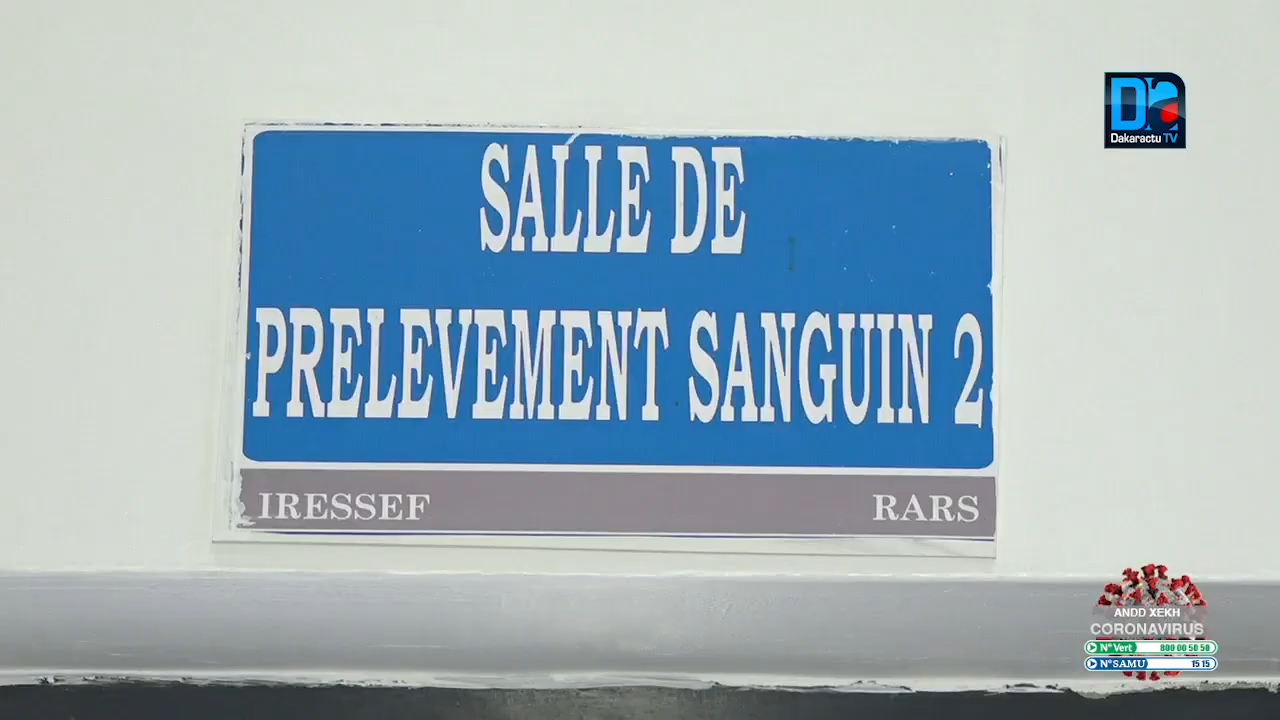 Dakaractu TV
SALLE DE
PRELEVEMENT SANGUIN 2
IRESSEF RARS
ANDD XEKH
CORONAVIRUS
N° Vert 800 00 50 50
N° SAMU 15 15